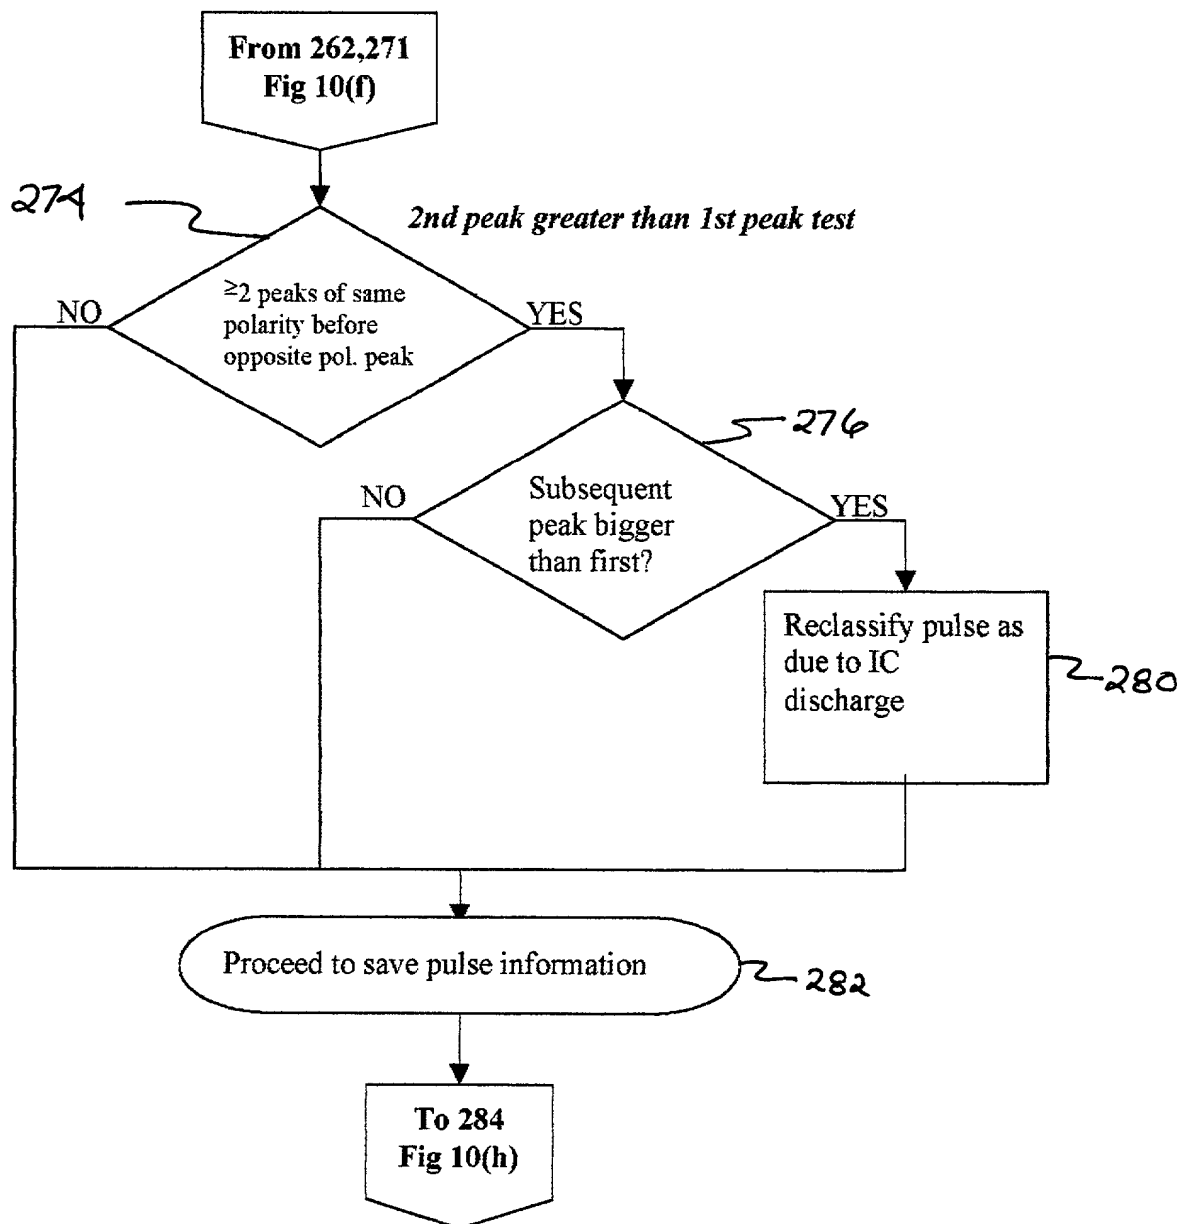 From 262,271
Fig 10(f)
274
2nd peak greater than 1st peak test
≥2 peaks of same
polarity before
opposite pol. peak
NO
YES
276
Subsequent
peak bigger
than first?
NO
YES
Reclassify pulse as
due to IC
discharge
280
Proceed to save pulse information
282
To 284
Fig 10(h)